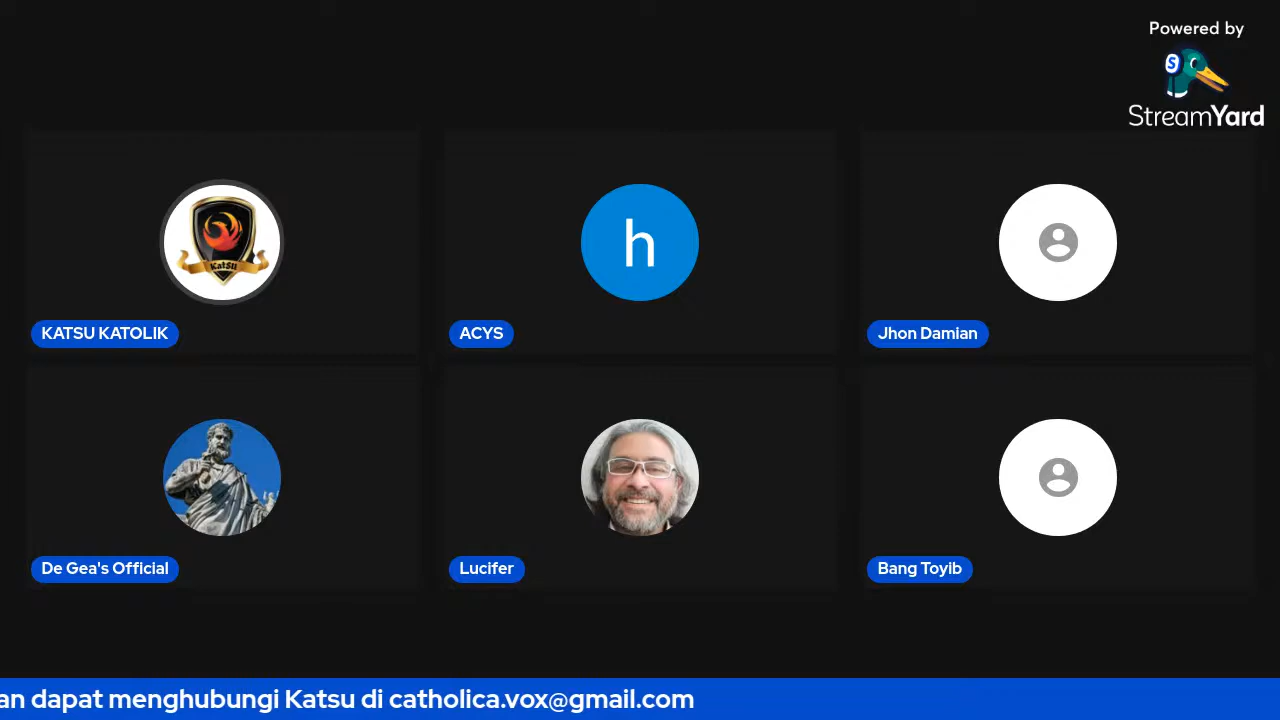 Powered by
S
StreamYard
KatSu
h
KATSU KATOLIK
ACYS
Jhon Damian
De Gea's Official
Lucifer
Bang Toyib
an dapat menghubungi Katsu di catholica.vox@gmail.com